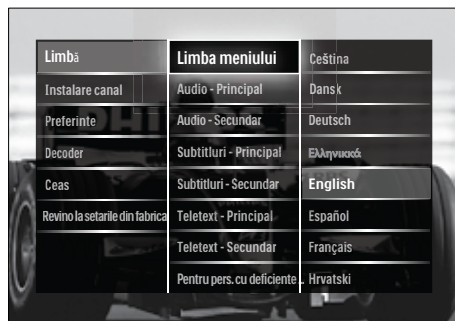 Limbă
Instalare canal
Preferinte
Decoder
Ceas
Revino la setarile din fabrica
Limba meniului
Audio - Principal
Audio - Secundar
Subtitluri - Principal
Subtitluri - Secundar
Teletext - Principal
Teletext - Secundar
Pentru pers. cu deficiente ..
Čeština
Dansk
Deutsch
Ελληνικά
English
Español
Français
Hrvatski